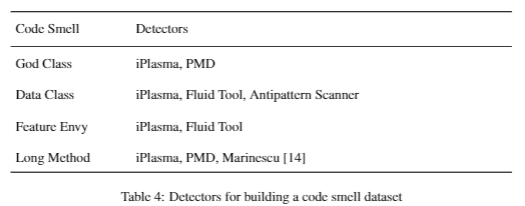 Code Smell Detectors
God Class iPlasma, PMD
Data Class iPlasma, Fluid Tool, Antipattern Scanner
Feature Envy iPlasma, Fluid Tool
Long Method iPlasma, PMD, Marinescu [14]
Table 4: Detectors for building a code smell dataset